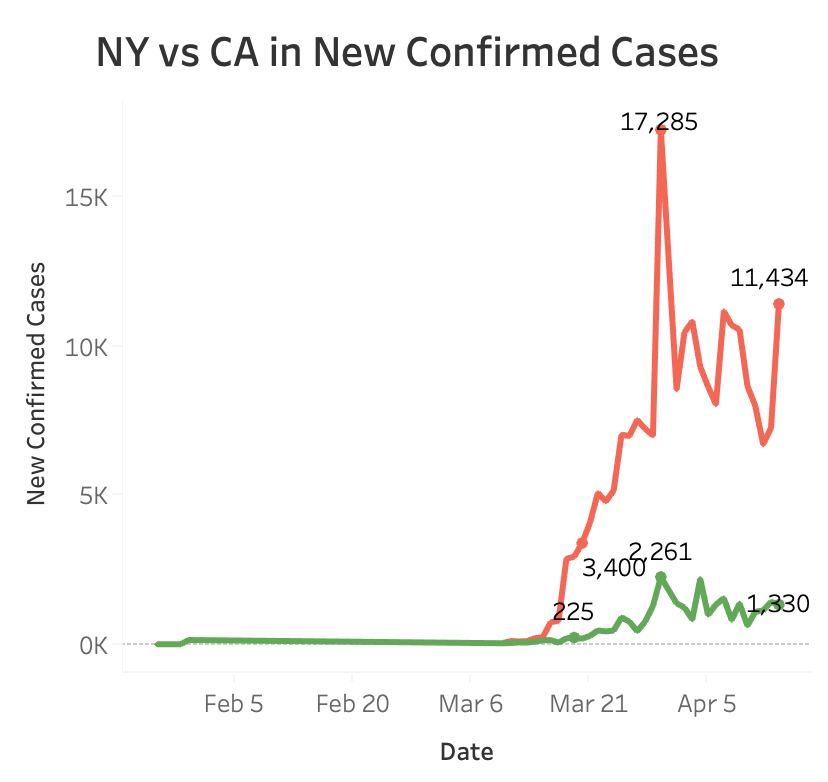 NY vs CA in New Confirmed Cases
17,285
15K
11,434
10K
New Confirmed Cases
5K
2,261
3,400
225
1,330
0K
Feb 5
Feb 20
Mar 6
Mar 21
Apr 5
Date